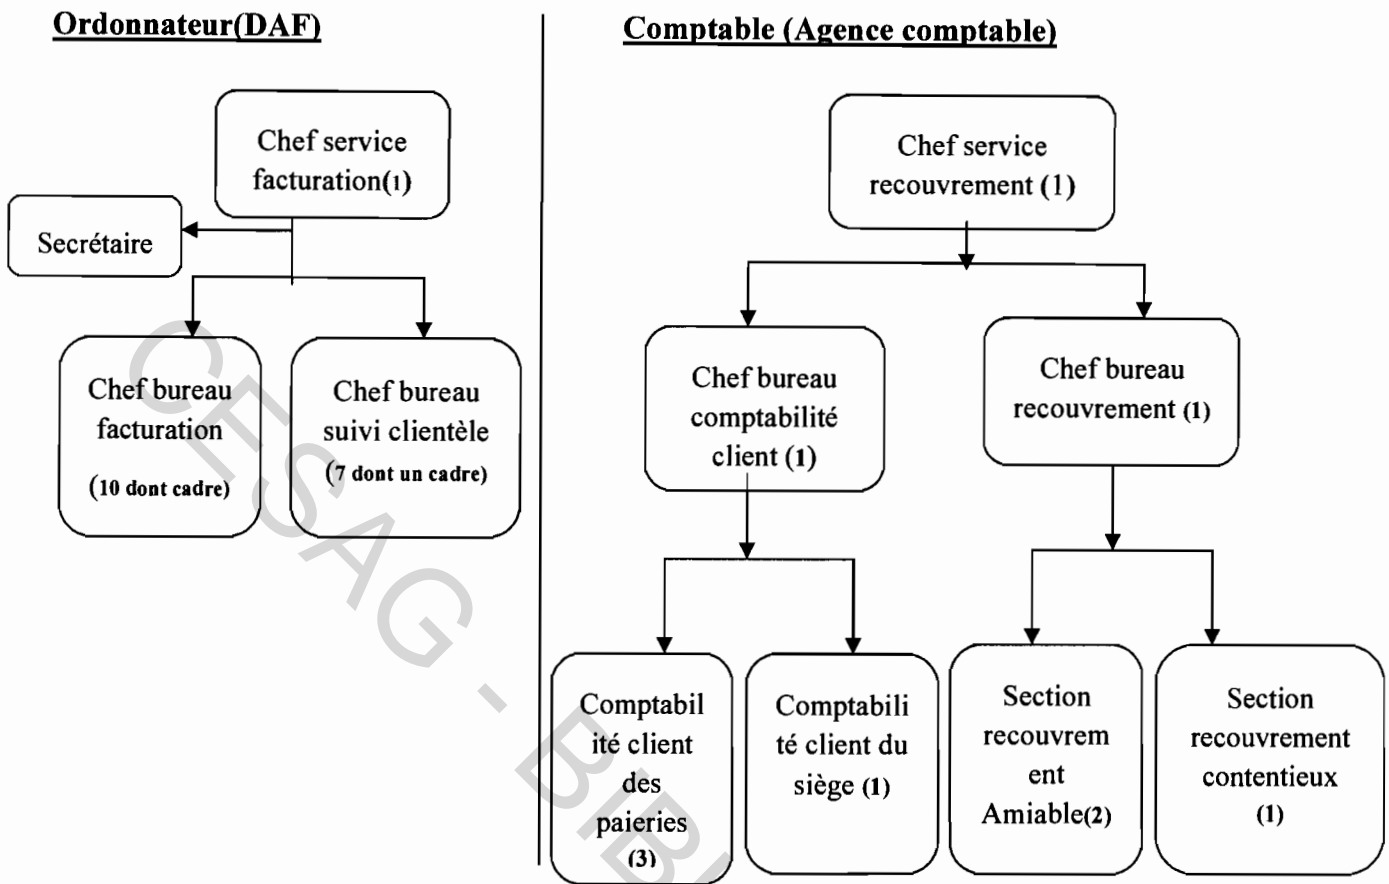 Ordonnateur(DAF)
Chef service
facturation(1)
Secrétaire
Chef bureau
facturation
(10 dont cadre)
Chef bureau
suivi clientèle
(7 dont un cadre)
Comptable (Agence comptable)
Chef service
recouvrement (1)
Chef bureau
comptabilité
client (1)
Chef bureau
recouvrement (1)
Comptabil
ité client
des
paieries
(3)
Comptabili
té client du
siège (1)
Section
recouvrem
ent
Amiable(2)
Section
recouvrement
contentieux
(1)
CESAG - BIB